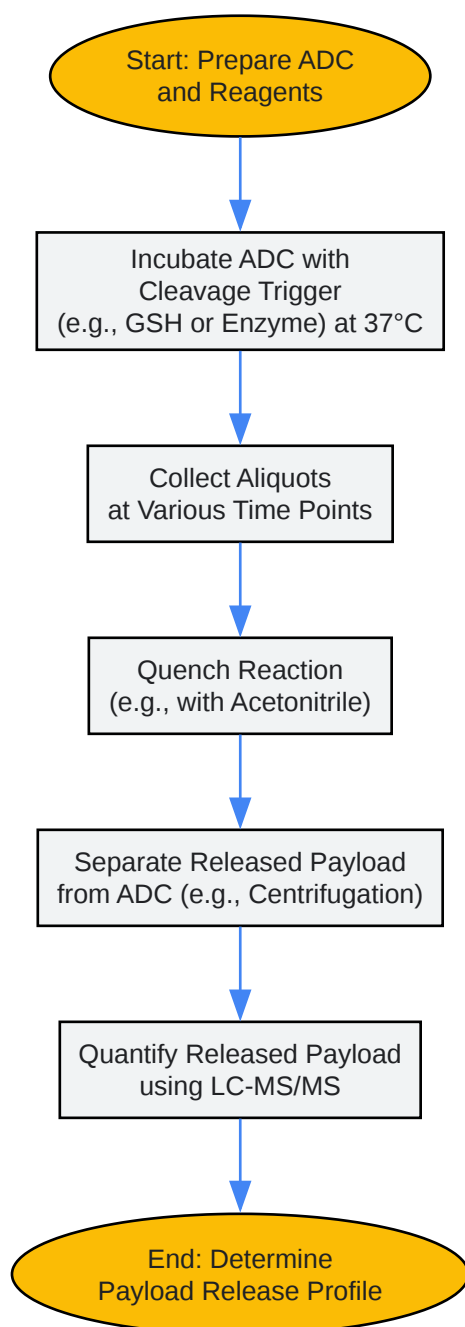 Start: Prepare ADC
and Reagents
Incubate ADC with
Cleavage Trigger
(e.g., GSH or Enzyme) at 37°C
Collect Aliquots
at Various Time Points
Quench Reaction
(e.g., with Acetonitrile)
Separate Released Payload
from ADC (e.g., Centrifugation)
Quantify Released Payload
using LC-MS/MS
End: Determine
Payload Release Profile